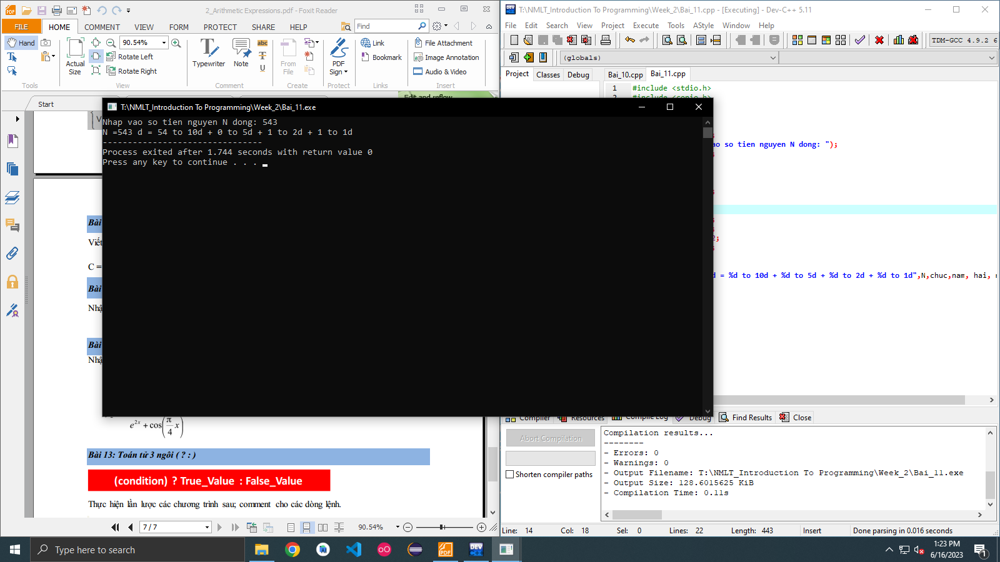 2_Arithmetic Expressions.pdf - Foxit Reader
FILE HOME COMMENT VIEW FORM PROTECT SHARE HELP
Find
Hand
Actual Size
90.54%
Rotate Left
Rotate Right
Typewriter
Note
abc
T
U
From File
PDF Sign
Link
Bookmark
File Attachment
Image Annotation
Audio & Video
Tools View Comment Create Protect Links Insert
Start
Edit and reflow
Bài
Viết
C =
Bài
Nhậ
Bài
Nhậ
e^2x + cos(π/4 x)
Bài 13: Toán tử 3 ngôi ( ? : )
(condition) ? True_Value : False_Value
Thực hiện lần lược các chương trình sau; comment cho các dòng lệnh.
7 / 7
90.54%
T:\NMLT_Introduction To Programming\Week_2\Bai_11.exe
Nhap vao so tien nguyen N dong: 543
N =543 d = 54 to 10d + 0 to 5d + 1 to 2d + 1 to 1d
--------------------------------
Process exited after 1.744 seconds with return value 0
Press any key to continue . . .
T:\NMLT_Introduction To Programming\Week_2\Bai_11.cpp - [Executing] - Dev-C++ 5.11
File Edit Search View Project Execute Tools AStyle Window Help
TDM-GCC 4.9.2 6
(globals)
Project Classes Debug
Bai_10.cpp Bai_11.cpp
1 #include <stdio.h>
2 #include <conio.h>
ao so tien nguyen N dong: ");
2;
d = %d to 10d + %d to 5d + %d to 2d + %d to 1d",N,chuc,nam, hai,
Compiler Resources Compile Log Debug Find Results Close
Abort Compilation
Shorten compiler paths
Compilation results...
--------
- Errors: 0
- Warnings: 0
- Output Filename: T:\NMLT_Introduction To Programming\Week_2\Bai_11.exe
- Output Size: 128.6015625 KiB
- Compilation Time: 0.11s
Line: 14 Col: 18 Sel: 0 Lines: 22 Length: 443 Insert Done parsing in 0.016 seconds
Type here to search
1:23 PM
6/16/2023
1